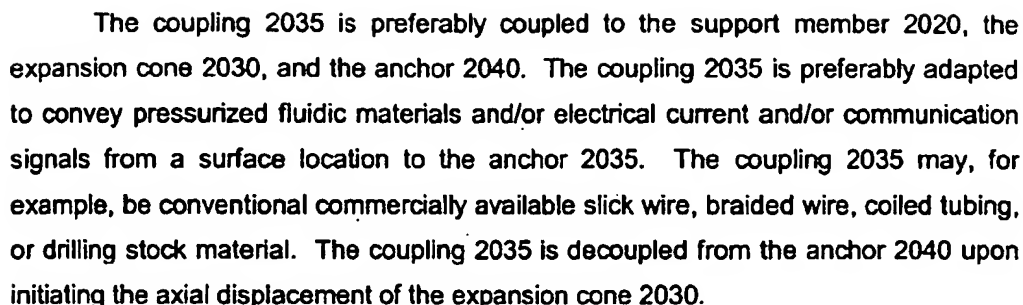 The coupling 2035 is preferably coupled to the support member 2020, the
expansion cone 2030, and the anchor 2040. The coupling 2035 is preferably adapted
to convey pressurized fluidic materials and/or electrical current and/or communication
signals from a surface location to the anchor 2035. The coupling 2035 may, for
example, be conventional commercially available slick wire, braided wire, coiled tubing,
or drilling stock material. The coupling 2035 is decoupled from the anchor 2040 upon
initiating the axial displacement of the expansion cone 2030.